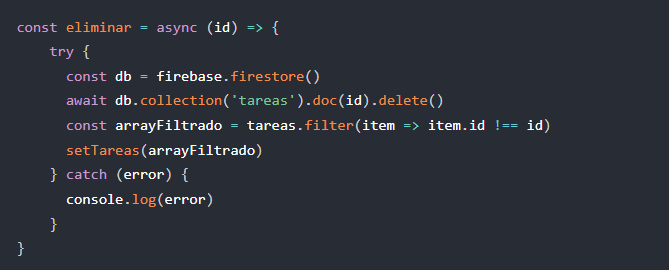 const eliminar = async (id) => {
    try {
      const db = firebase.firestore()
      await db.collection('tareas').doc(id).delete()
      const arrayFiltrado = tareas.filter(item => item.id !== id)
      setTareas(arrayFiltrado)
    } catch (error) {
      console.log(error)
    }
}